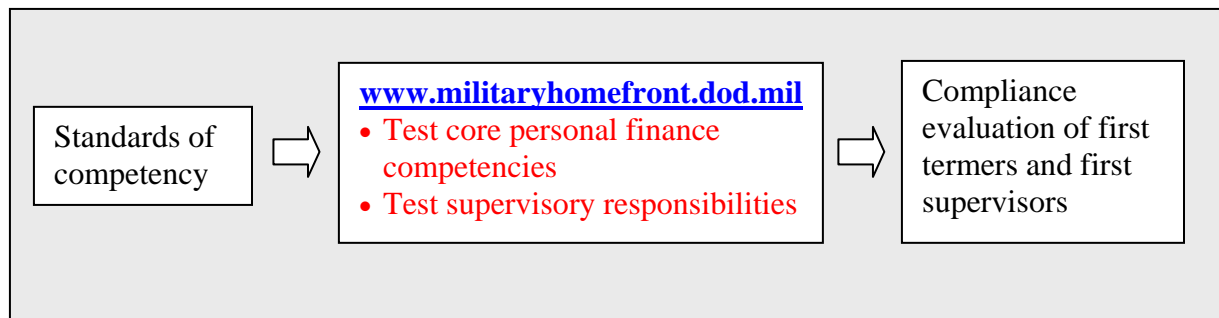 Standards of
competency
www.militaryhomefront.dod.mil
• Test core personal finance
competencies
• Test supervisory responsibilities
Compliance
evaluation of first
termers and first
supervisors